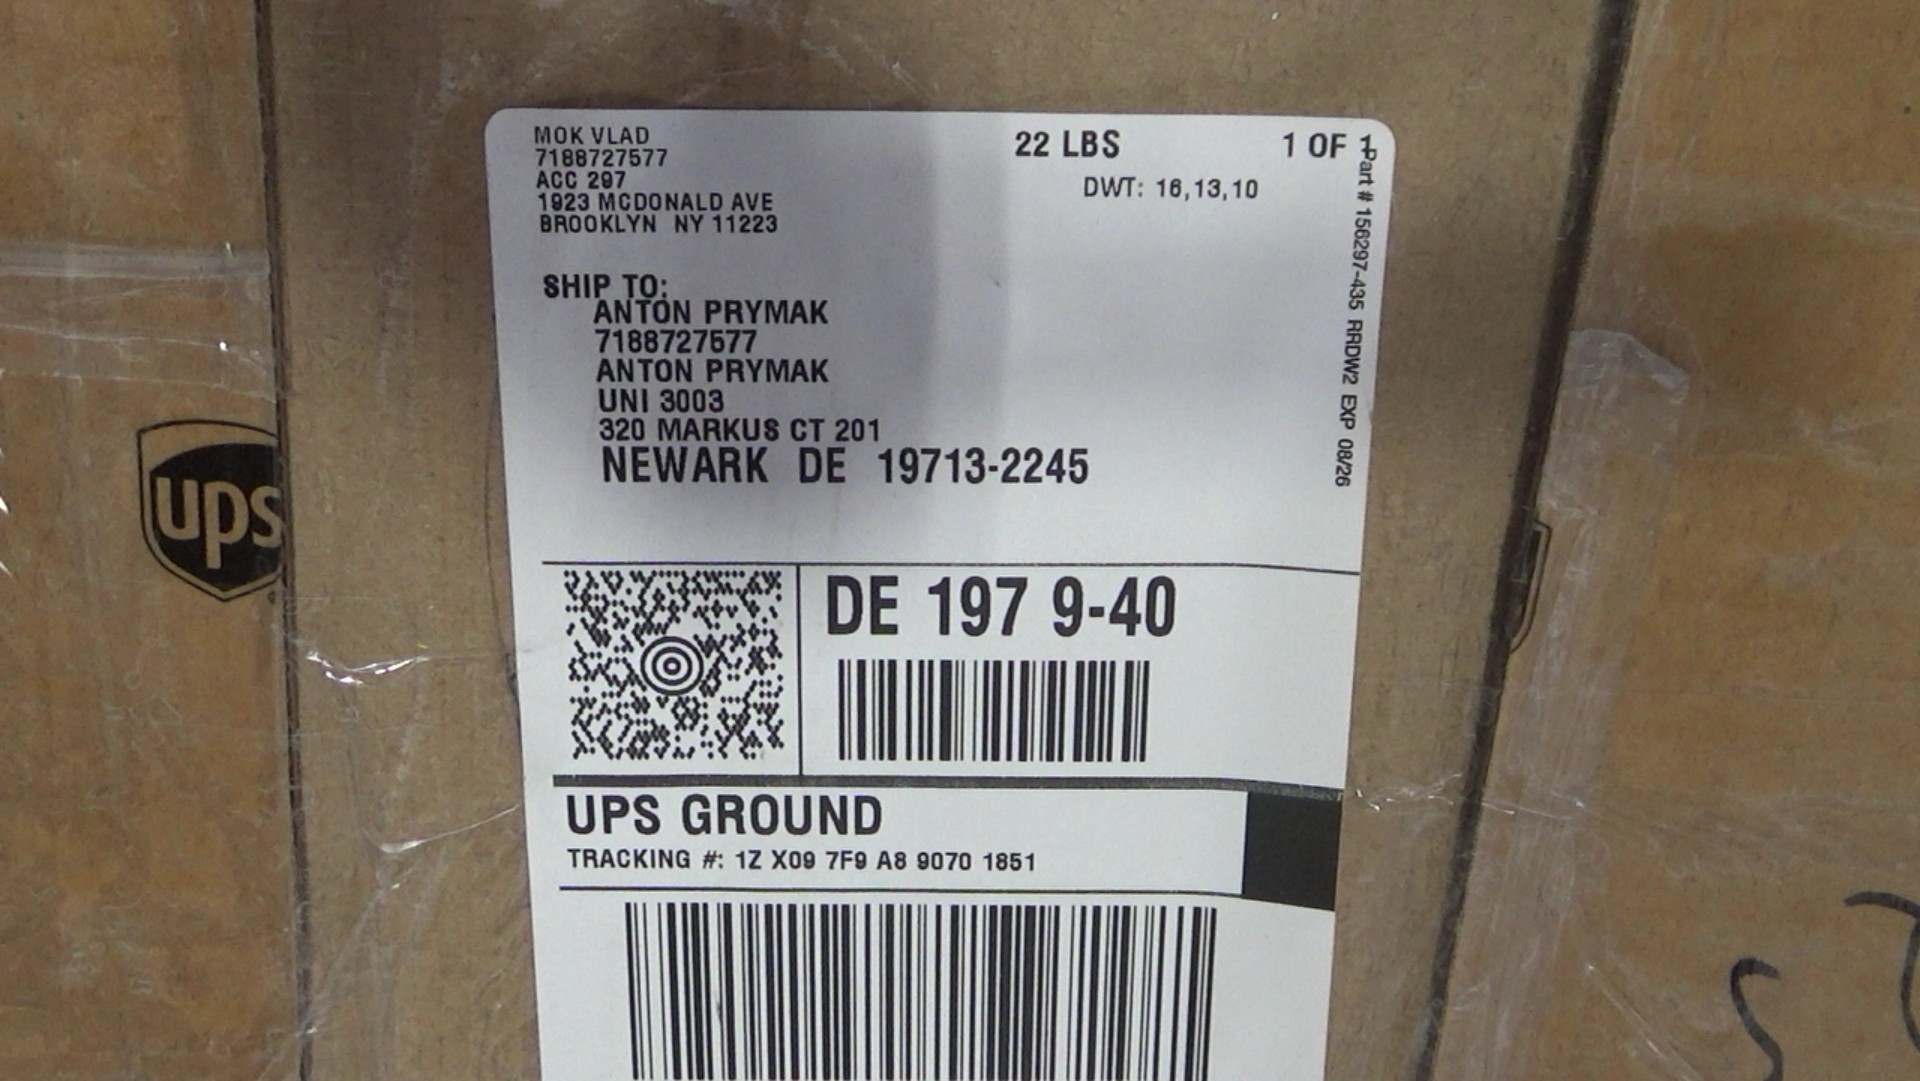 MOK VLAD
7188727577
ACC 297
1923 MCDONALD AVE
BROOKLYN NY 11223
22 LBS
1 OF 1
DWT: 16,13,10
Part # 156297-435 RRDW2 EXP 08/26
SHIP TO:
ANTON PRYMAK
7188727577
ANTON PRYMAK
UNI 3003
320 MARKUS CT 201
NEWARK DE 19713-2245
ups
DE 197 9-40
UPS GROUND
TRACKING #: 1Z X09 7F9 A8 9070 1851